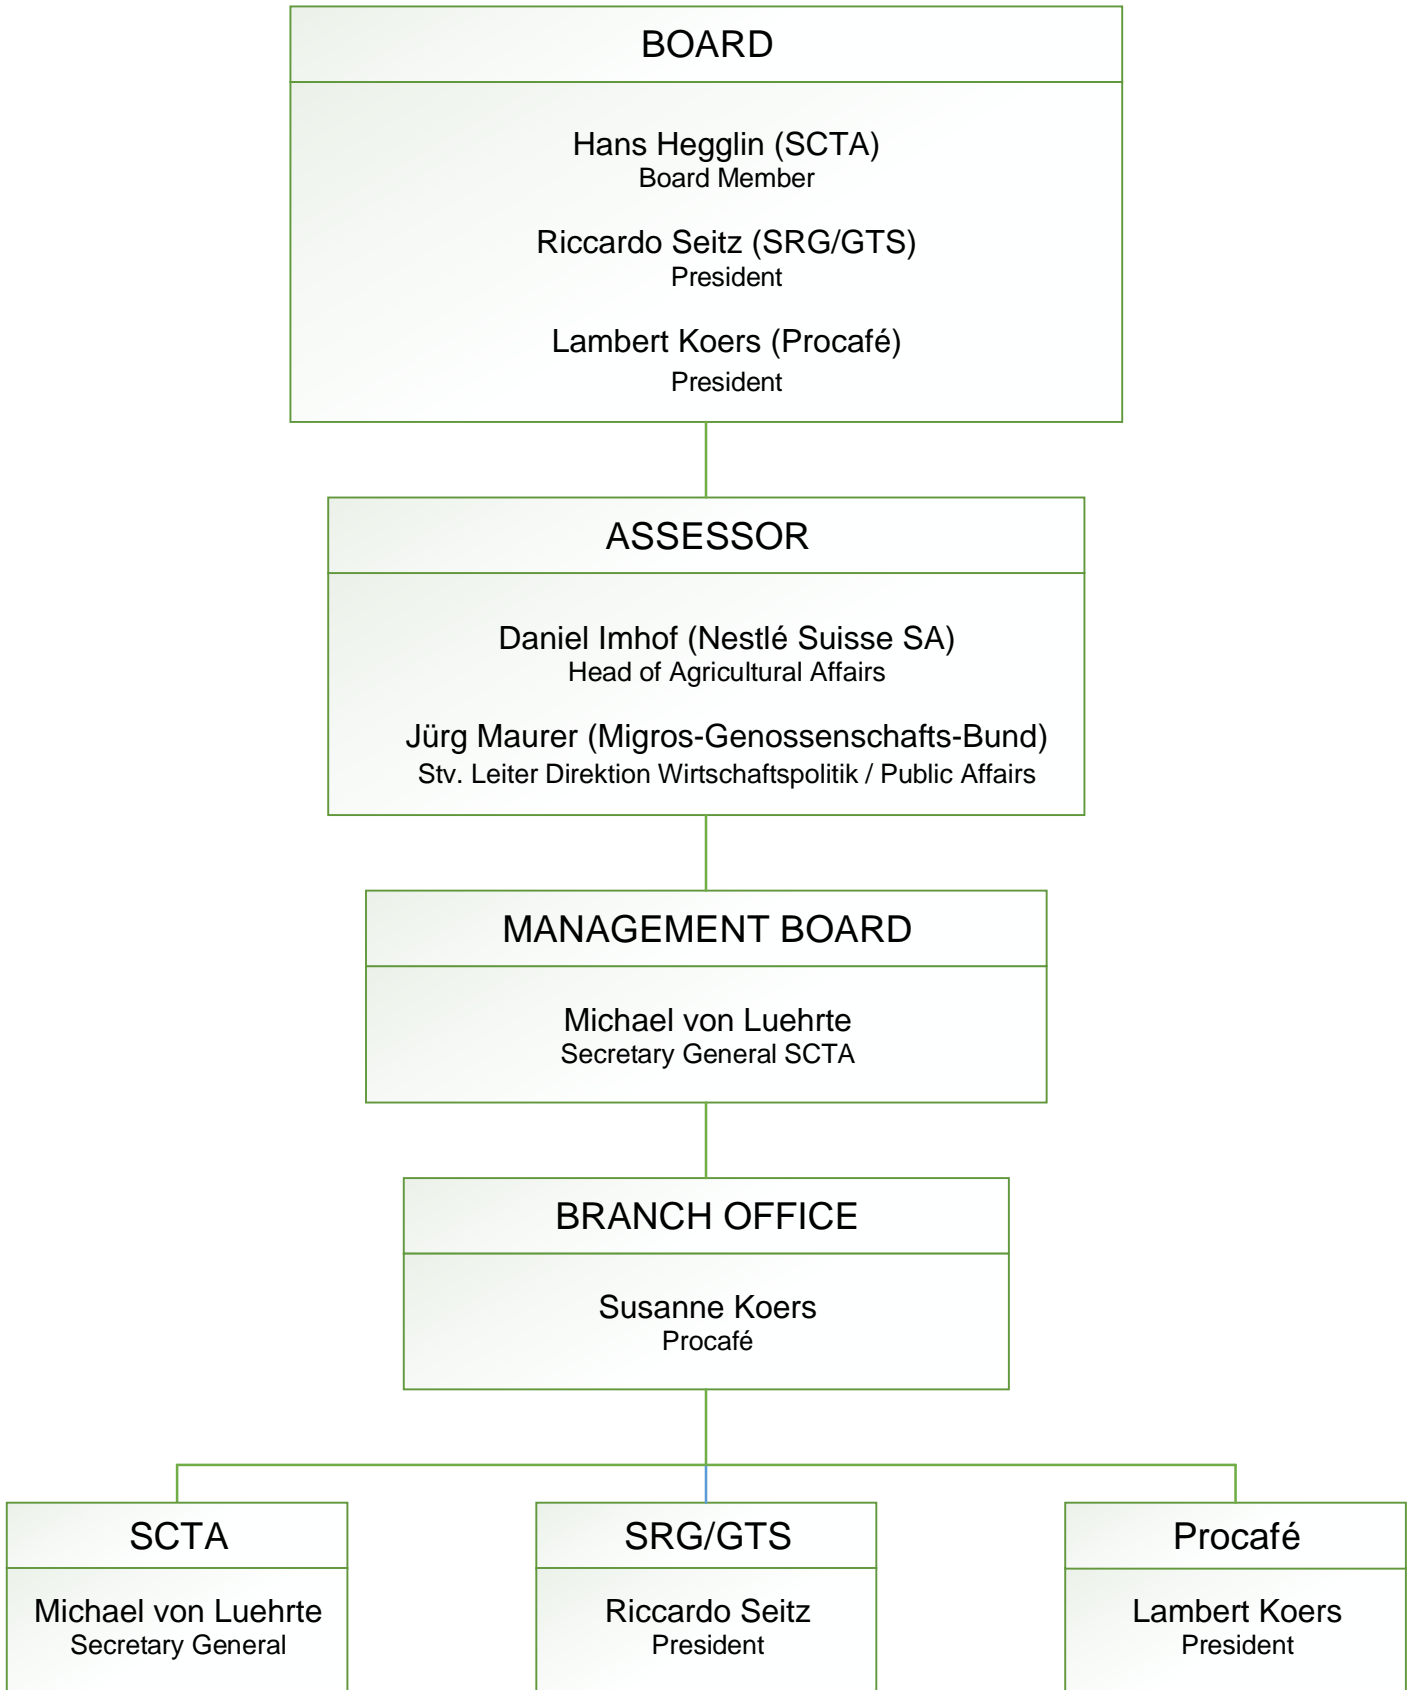 BOARD
Hans Hegglin (SCTA)
Board Member
Riccardo Seitz (SRG/GTS)
President
Lambert Koers (Procafé)
President
ASSESSOR
Daniel Imhof (Nestlé Suisse SA)
Head of Agricultural Affairs
Jürg Maurer (Migros-Genossenschafts-Bund)
Stv. Leiter Direktion Wirtschaftspolitik / Public Affairs
MANAGEMENT BOARD
Michael von Luehrte
Secretary General SCTA
BRANCH OFFICE
Susanne Koers
Procafé
SCTA
Michael von Luehrte
Secretary General
SRG/GTS
Riccardo Seitz
President
Procafé
Lambert Koers
President